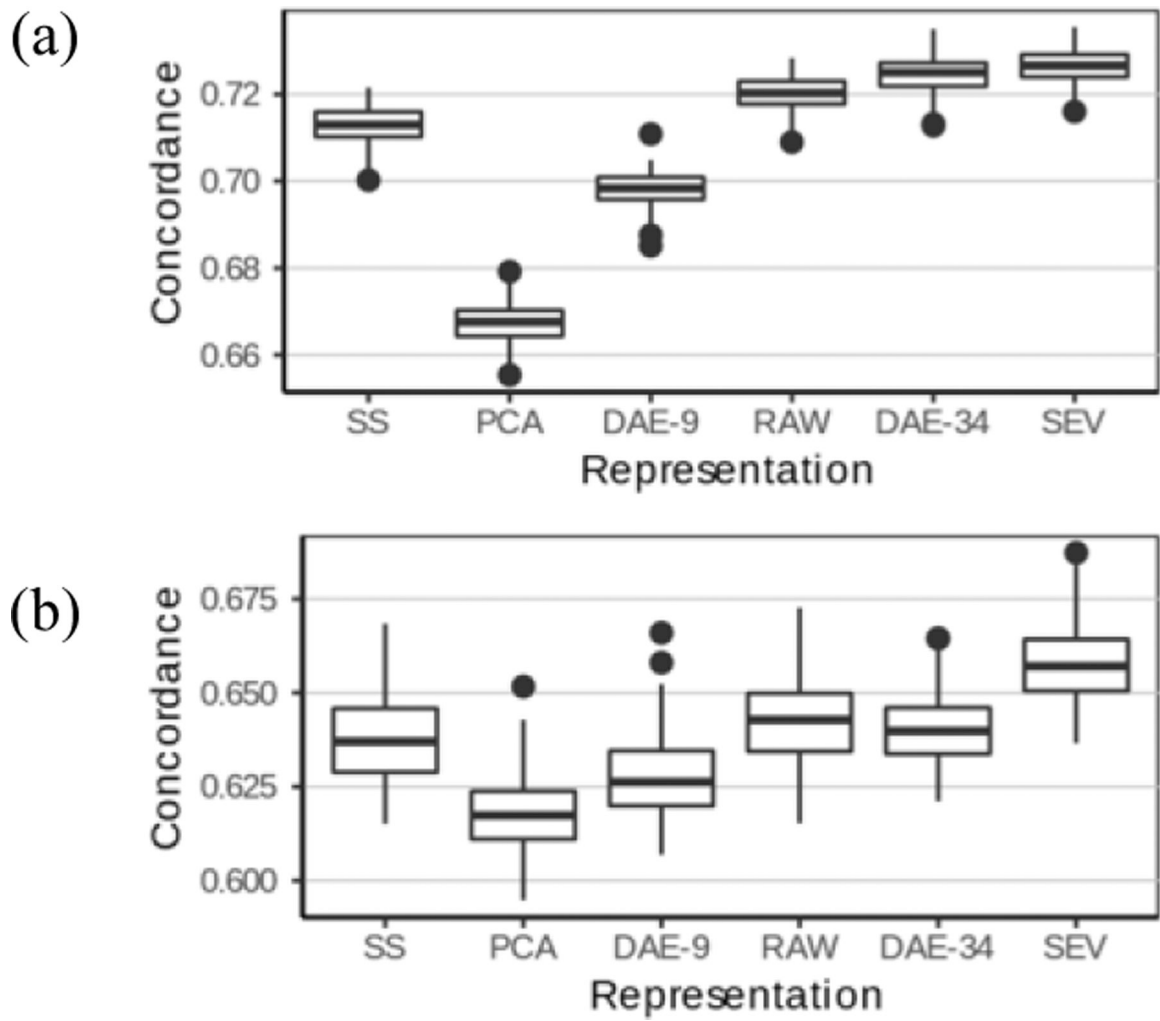 (a)
Concordance
0.72
0.70
0.68
0.66
SS PCA DAE-9 RAW DAE-34 SEV
Representation
(b)
Concordance
0.675
0.650
0.625
0.600
SS PCA DAE-9 RAW DAE-34 SEV
Representation